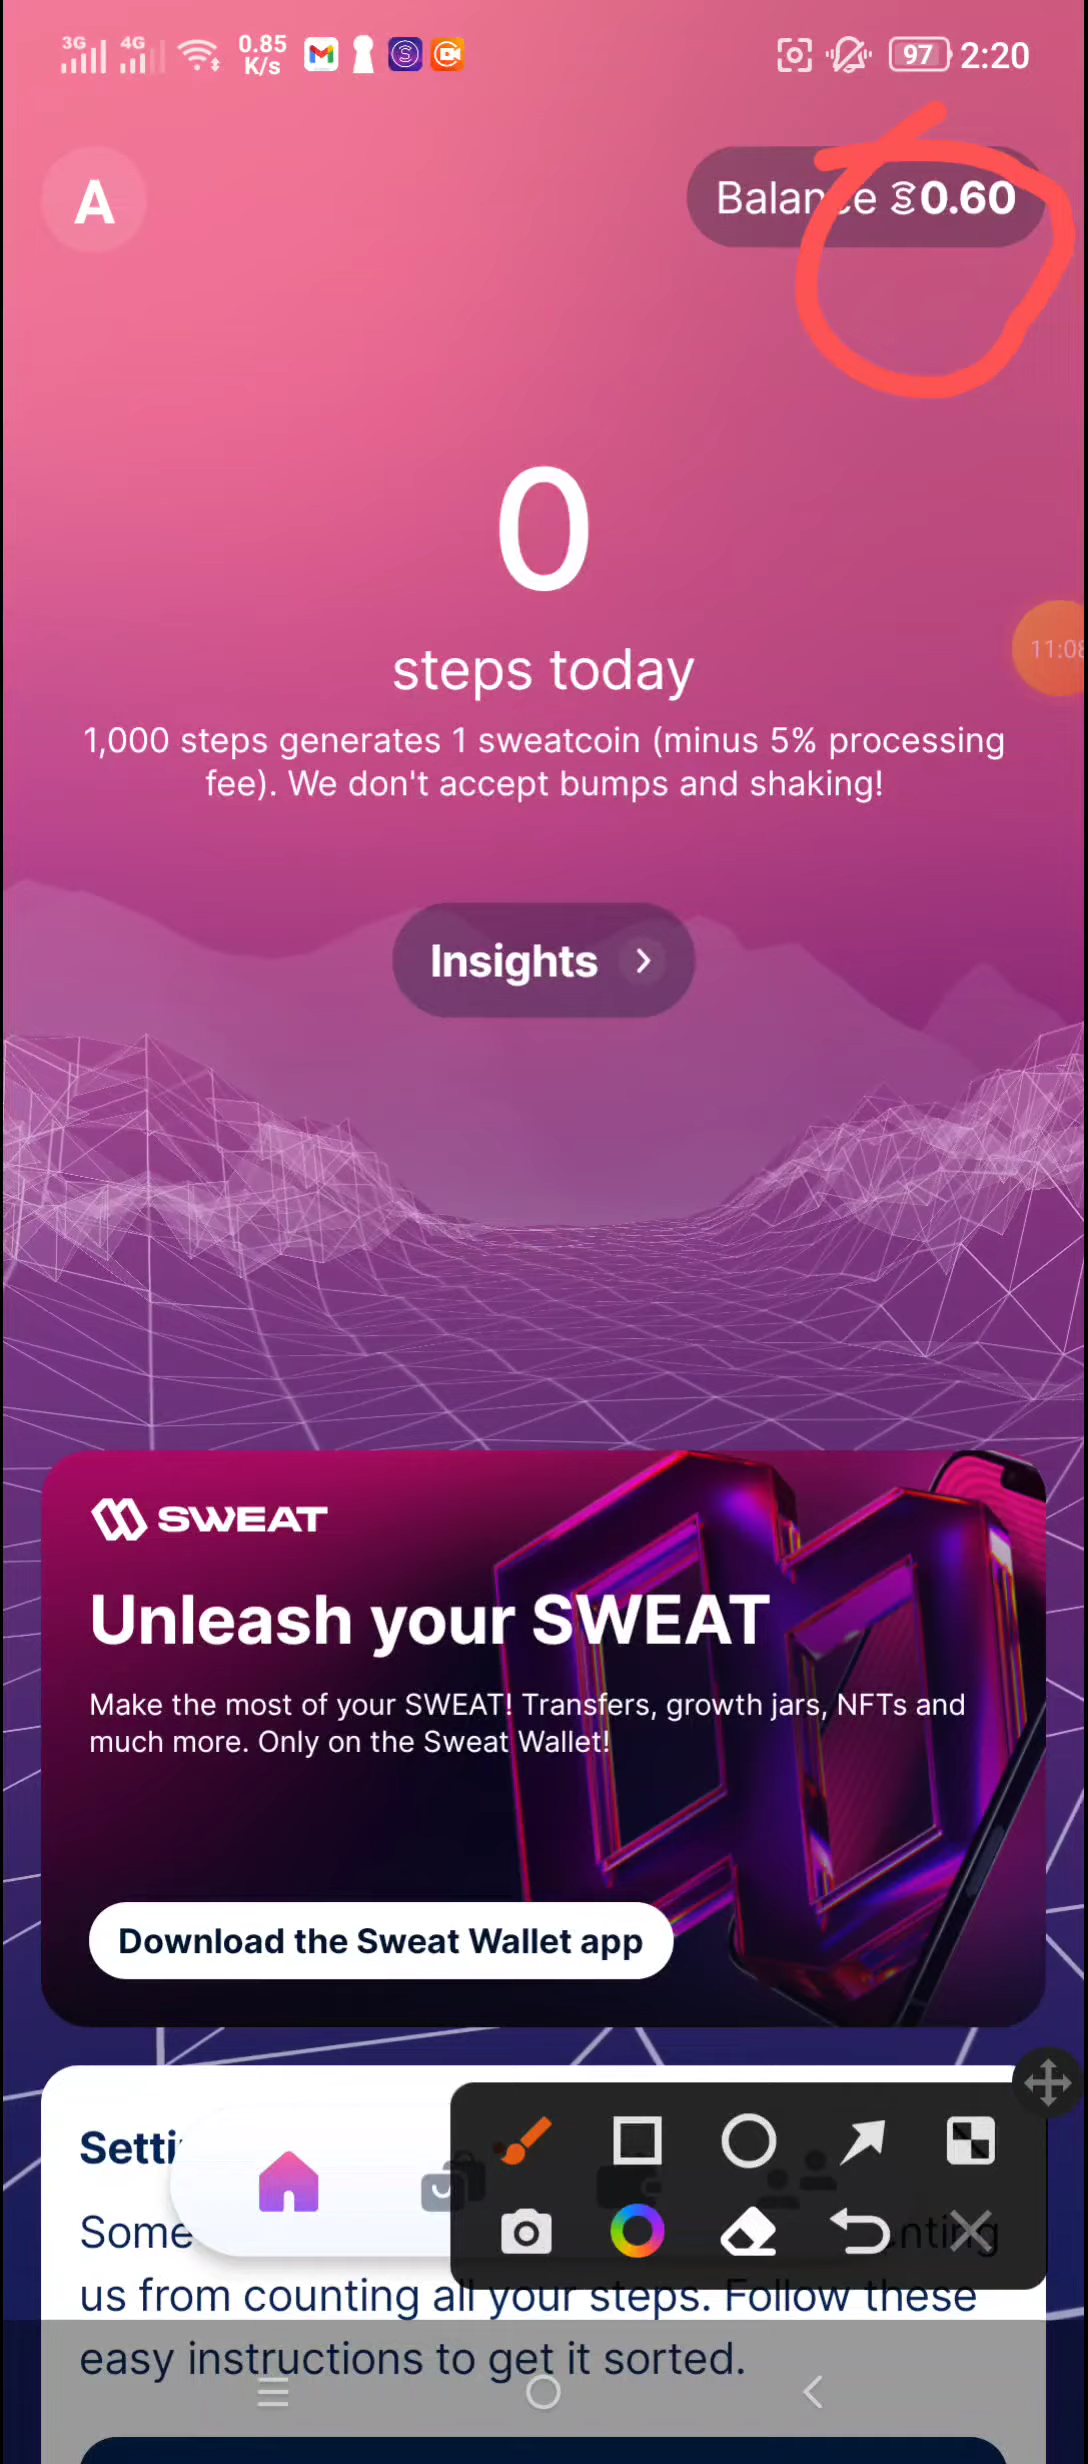 3G 4G 0.85 K/s 97 2:20
A
Balance 0.60
0
steps today
11:08
1,000 steps generates 1 sweatcoin (minus 5% processing
fee). We don't accept bumps and shaking!
Insights
SWEAT
Unleash your SWEAT
Make the most of your SWEAT! Transfers, growth jars, NFTs and
much more. Only on the Sweat Wallet!
Download the Sweat Wallet app
us from counting all your steps. Follow these
easy instructions to get it sorted.